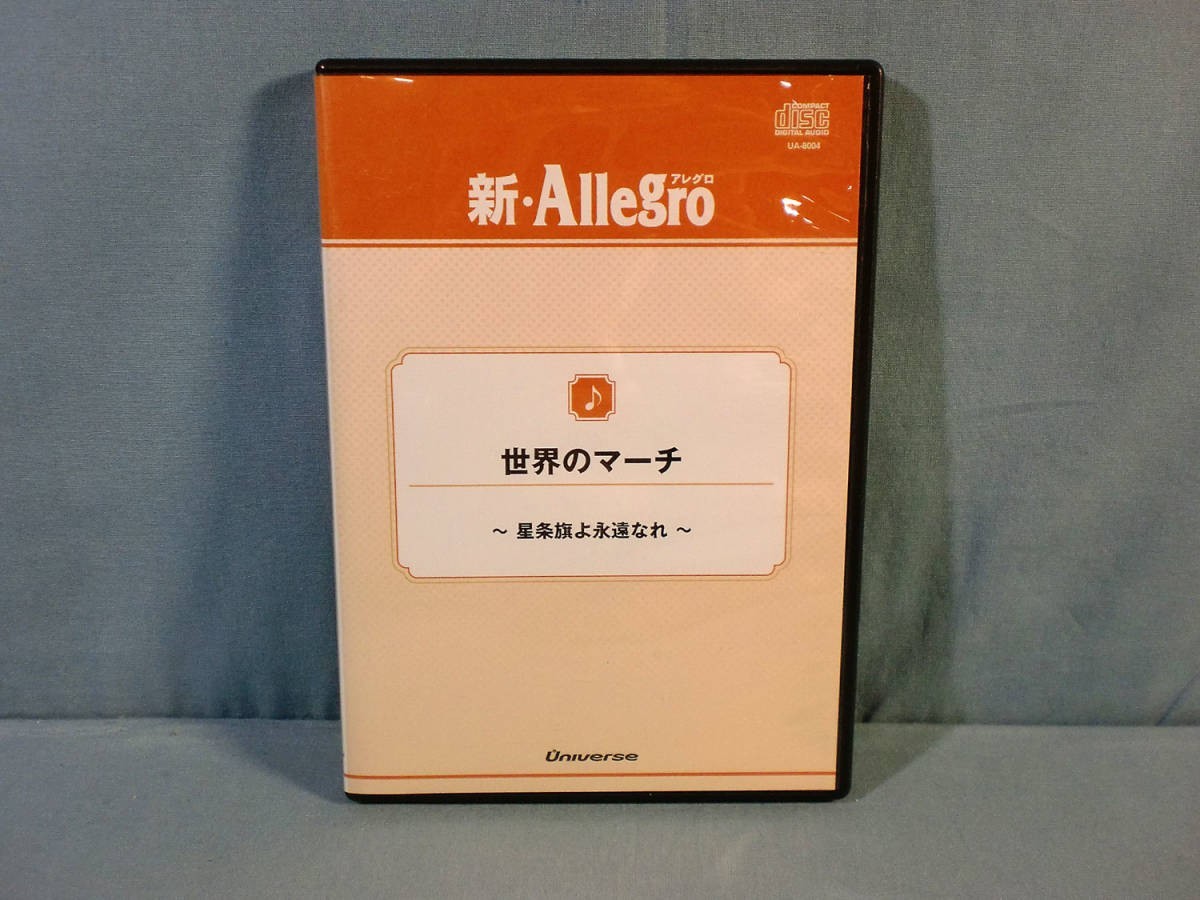 COMPACT
disc
DIGITAL AUDIO
UA-8004
アレグロ
新・Allegro
世界のマーチ
～ 星条旗よ永遠なれ ～
Universe